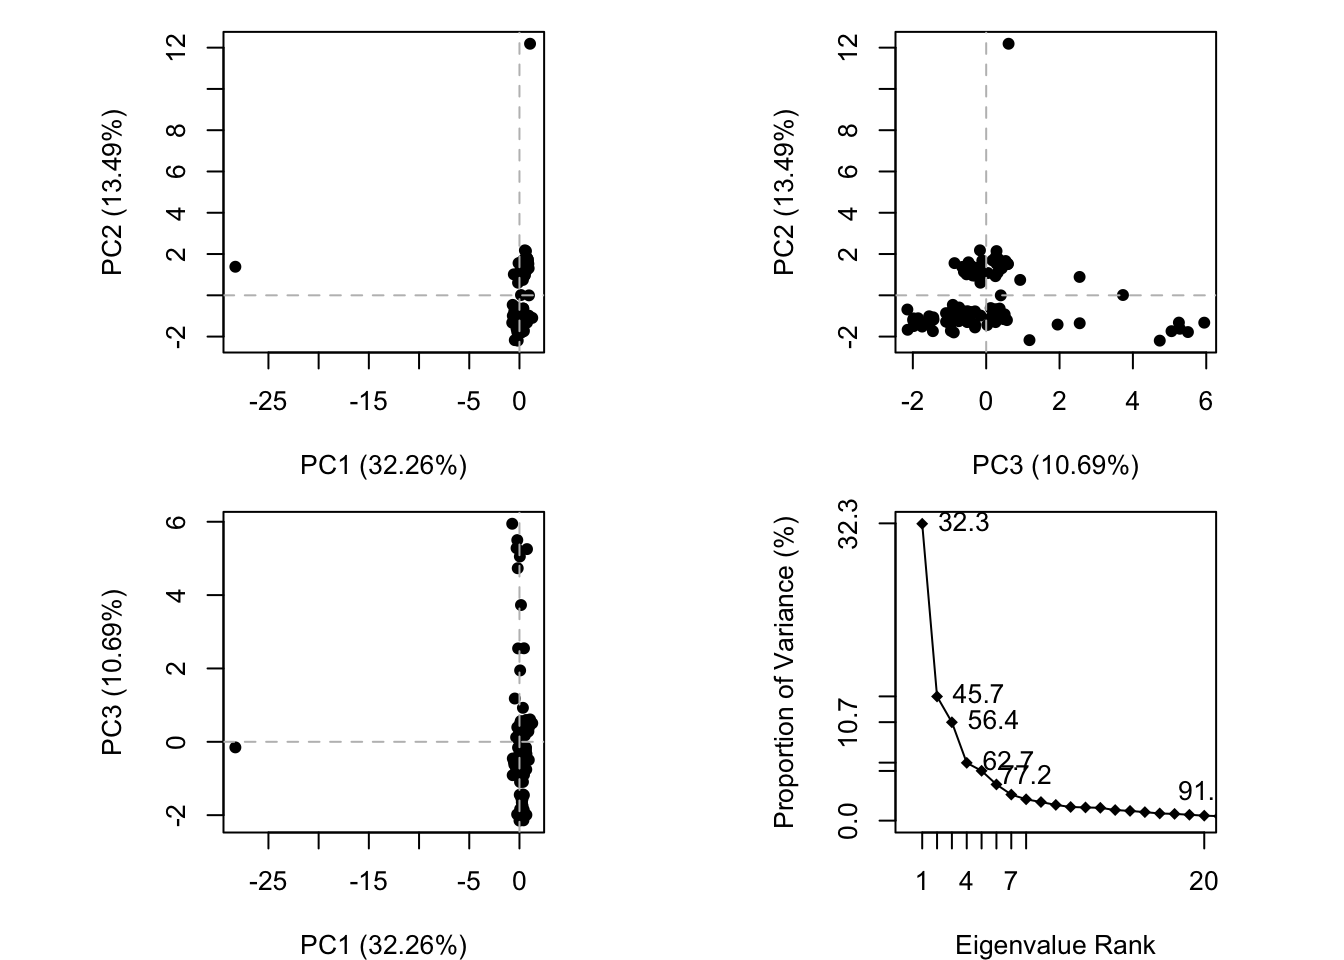 PC2 (13.49%)
12
8
6
4
2
-2
-25 -15 -5 0
PC1 (32.26%)
PC2 (13.49%)
12
8
6
4
2
-2
-2 0 2 4 6
PC3 (10.69%)
PC3 (10.69%)
6
4
2
0
-2
-25 -15 -5 0
PC1 (32.26%)
Proportion of Variance (%)
32.3
10.7
0.0
32.3
45.7
56.4
62.7
77.2
91.
1 4 7 20
Eigenvalue Rank